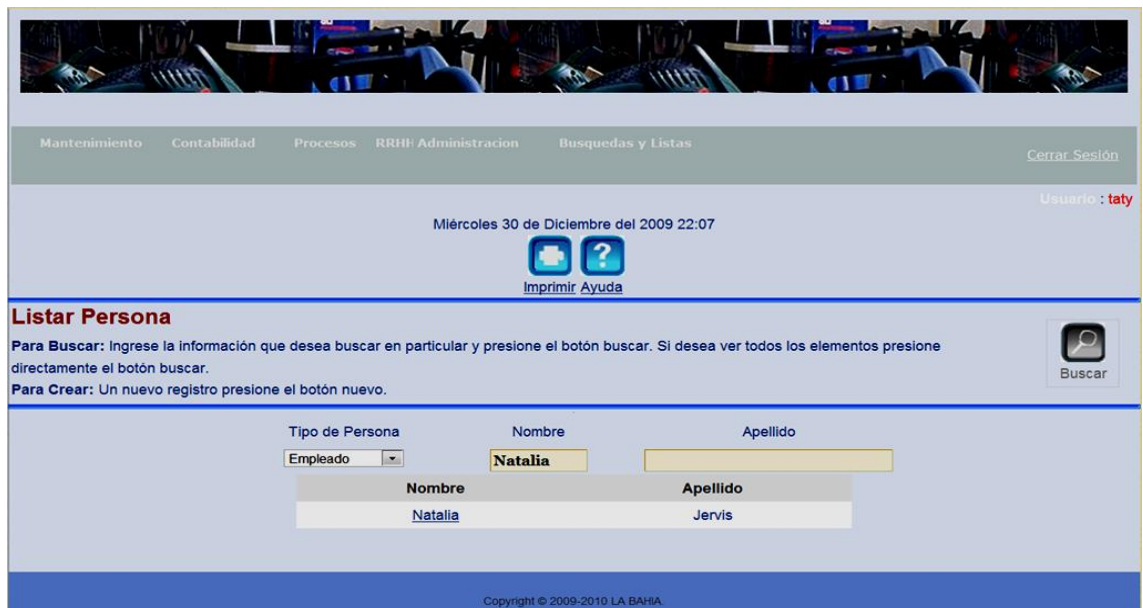 Mantenimiento Contabilidad Procesos RRHH Administracion Busquedas y Listas
Cerrar Sesión
Usuario : taty
Miércoles 30 de Diciembre del 2009 22:07
Imprimir Ayuda
Listar Persona
Para Buscar: Ingrese la información que desea buscar en particular y presione el botón buscar. Si desea ver todos los elementos presione
directamente el botón buscar.
Para Crear: Un nuevo registro presione el botón nuevo.
Buscar
Tipo de Persona Nombre Apellido
Empleado Natalia
Nombre Apellido
Natalia Jervis
Copyright © 2009-2010 LA BAHIA.